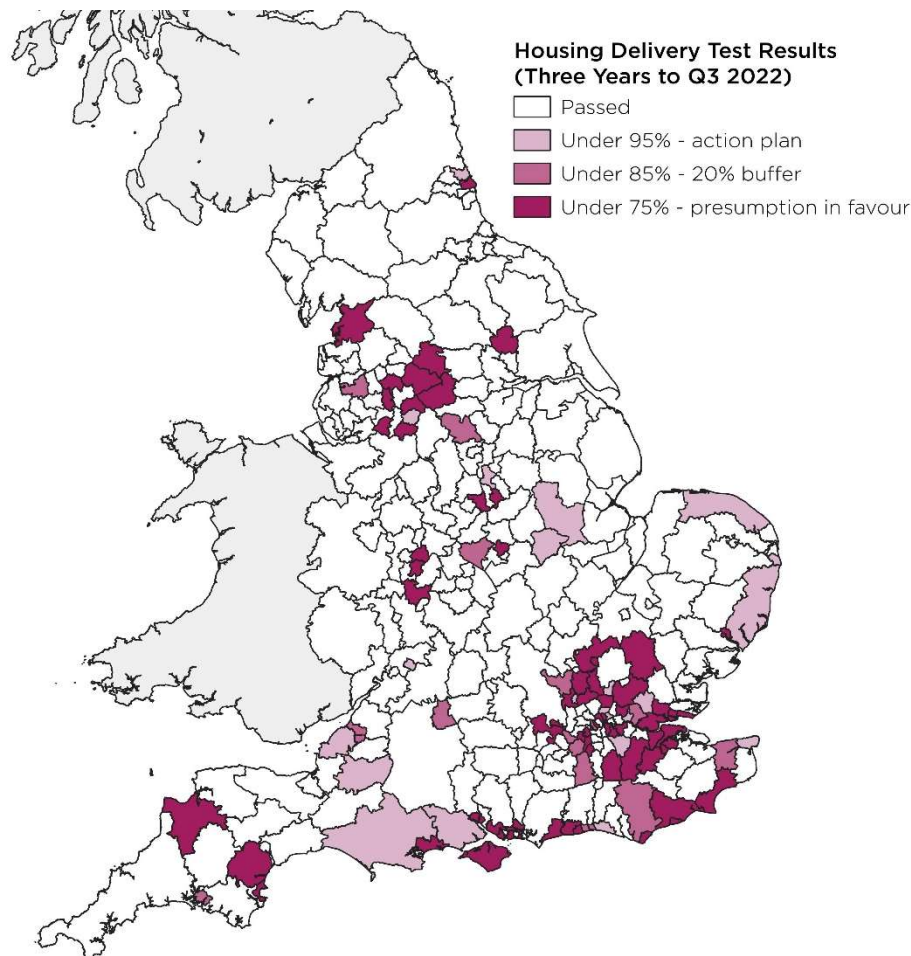 Housing Delivery Test Results
(Three Years to Q3 2022)
Passed
Under 95% - action plan
Under 85% - 20% buffer
Under 75% - presumption in favour